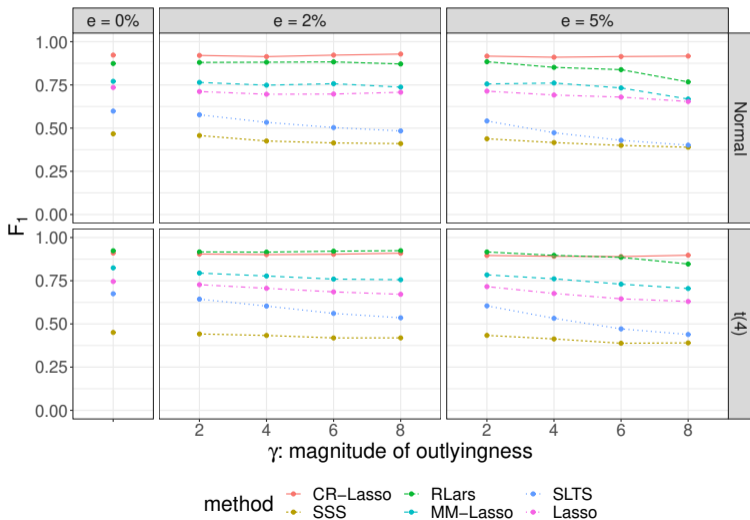 e = 0% e = 2% e = 5%
1.00
0.75
0.50
0.25
0.00
Normal
F1
1.00
0.75
0.50
0.25
0.00
t(4)
2 4 6 8 2 4 6 8
γ: magnitude of outlyingness
method CR−Lasso RLars SLTS
SSS MM−Lasso Lasso